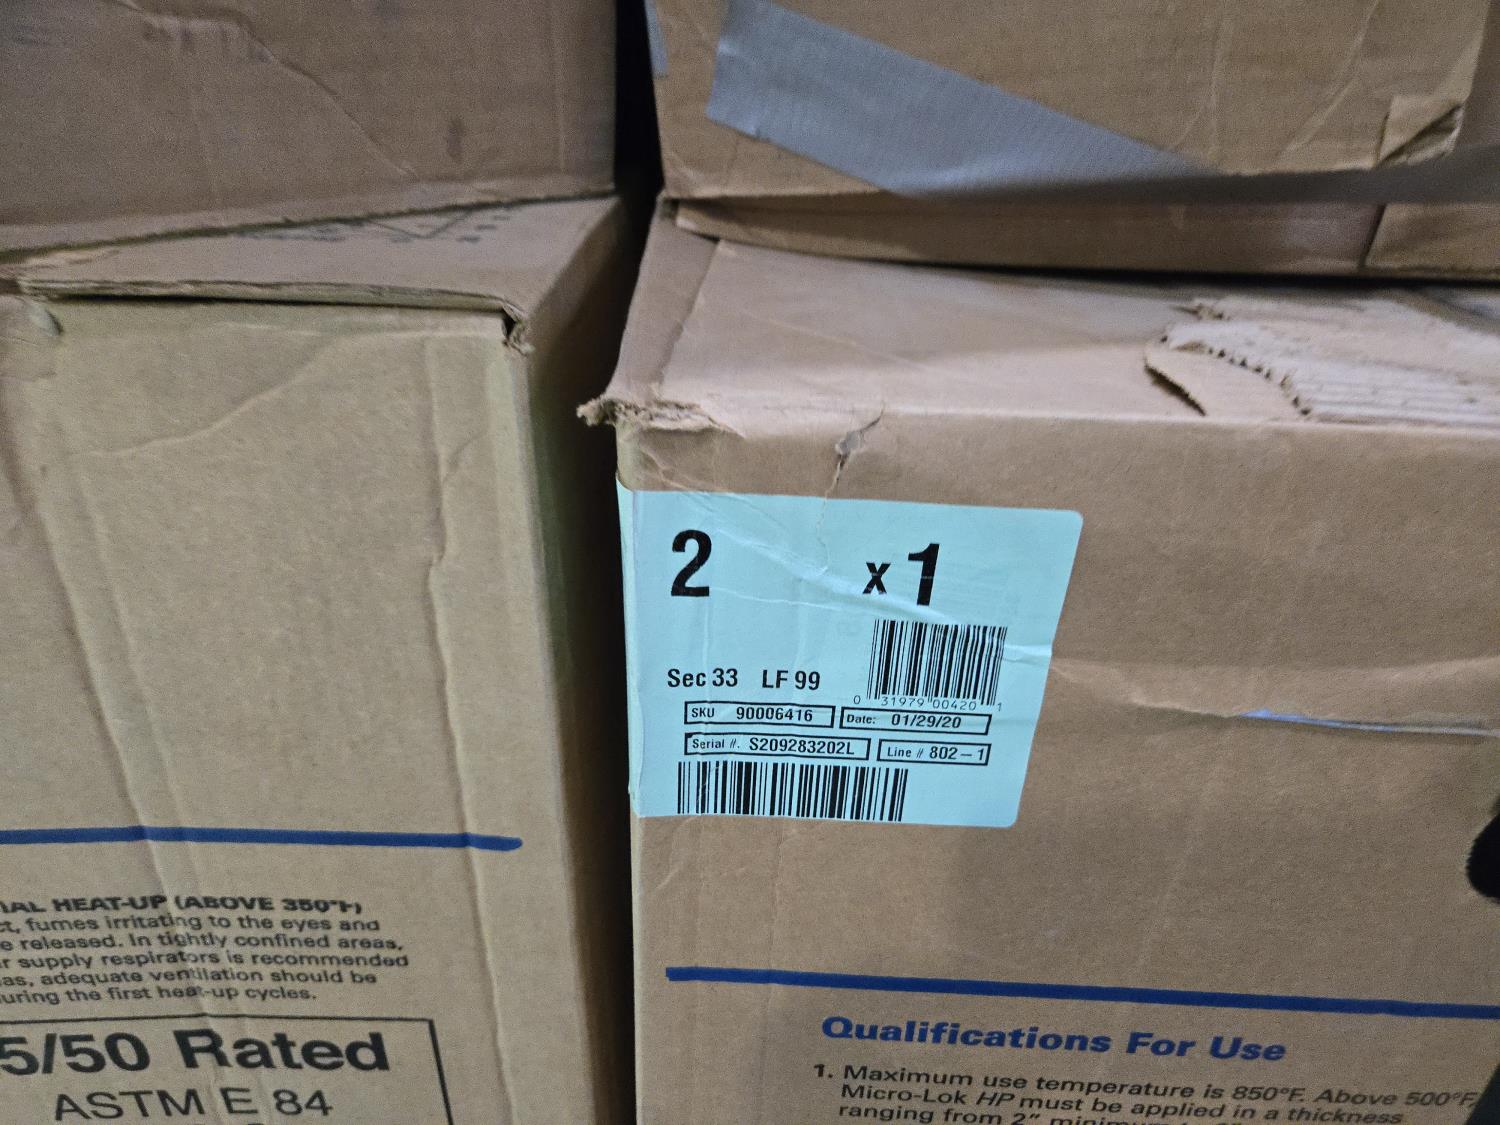 2 x 1
Sec 33 LF 99
0 31979 00420 1
SKU 90006416 Date: 01/29/20
Serial #. S209283202L Line # 802-1
IAL HEAT-UP (ABOVE 350°F)
ct, fumes irritating to the eyes and
e released. In tightly confined areas,
r supply respirators is recommended
as, adequate ventilation should be
uring the first heat-up cycles.
5/50 Rated
ASTM E 84
Qualifications For Use
1. Maximum use temperature is 850°F. Above 500°F,
Micro-Lok HP must be applied in a thickness
ranging from 2"